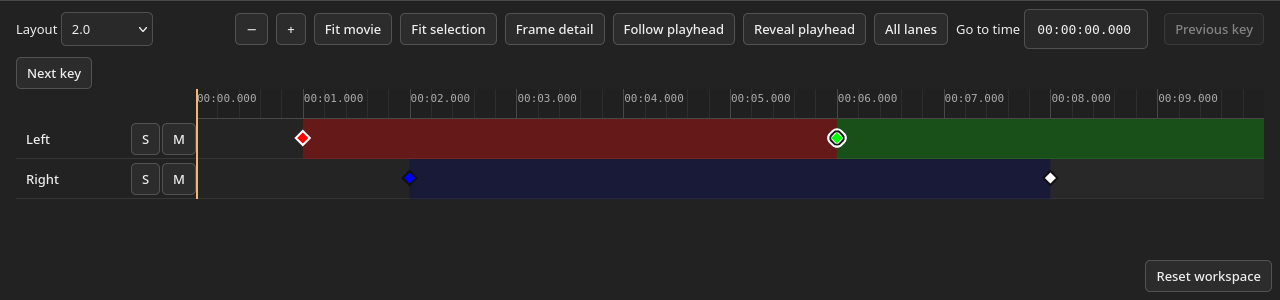 Layout 2.0 − + Fit movie Fit selection Frame detail Follow playhead Reveal playhead All lanes Go to time 00:00:00.000 Previous key
Next key
00:00.000 00:01.000 00:02.000 00:03.000 00:04.000 00:05.000 00:06.000 00:07.000 00:08.000 00:09.000
Left S M
Right S M
Reset workspace